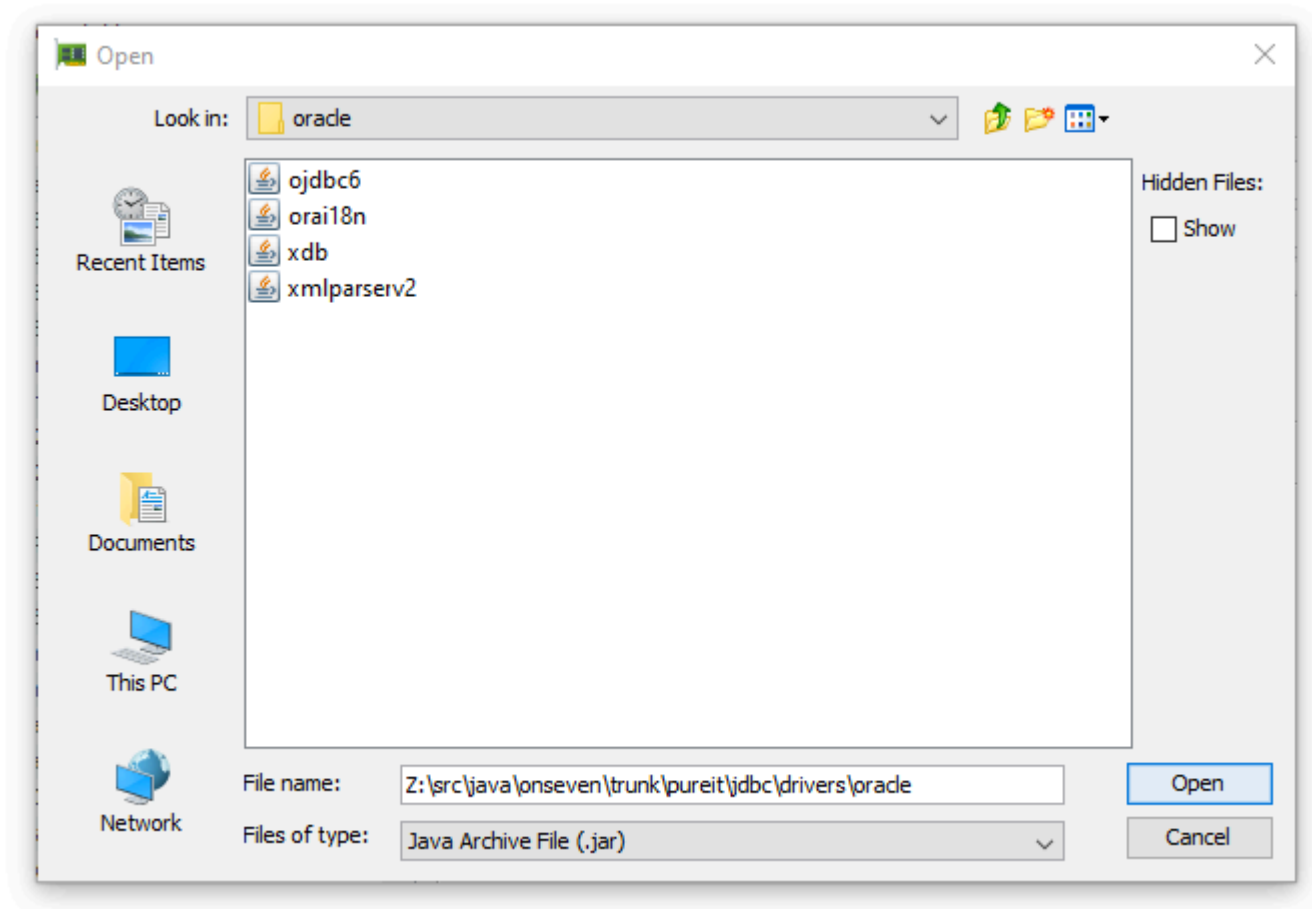 Open
Look in:
oracle
ojdbc6
orai18n
xdb
xmlparserv2
Hidden Files:
Show
Recent Items
Desktop
Documents
This PC
Network
File name:
Z:\src\java\onseven\trunk\pureit\jdbc\drivers\oracle
Open
Files of type:
Java Archive File (.jar)
Cancel